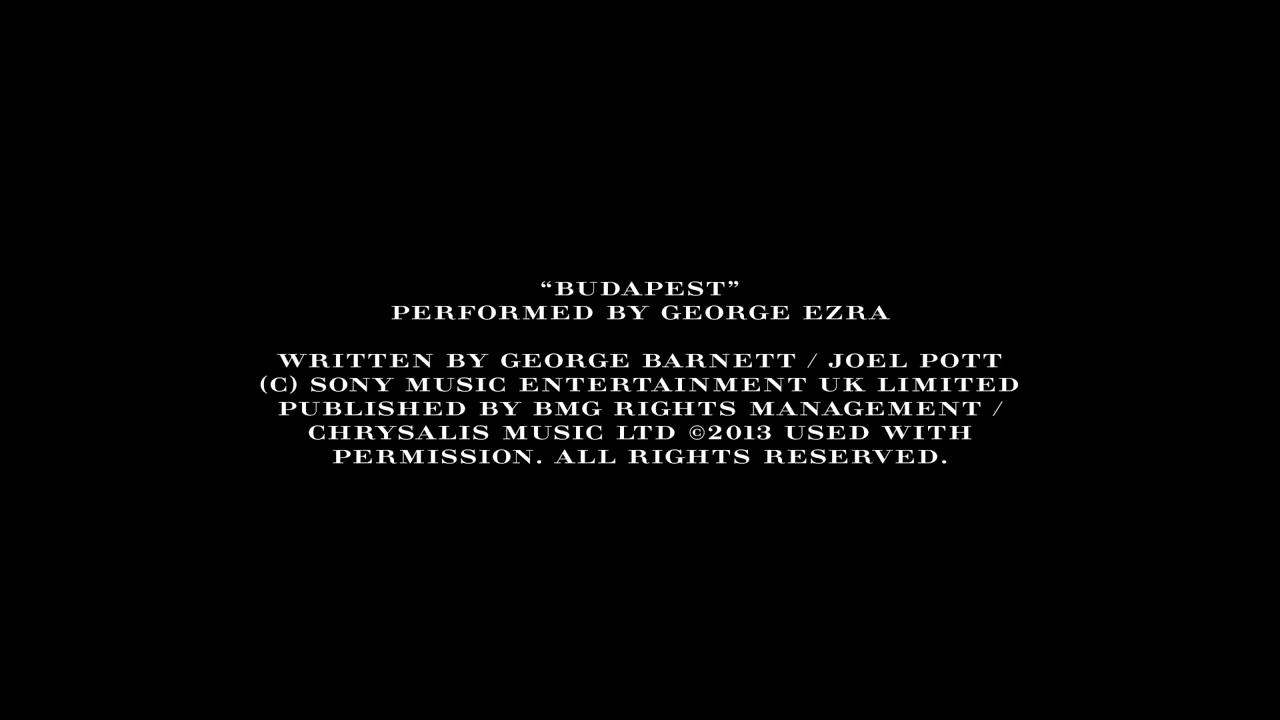 “BUDAPEST”
PERFORMED BY GEORGE EZRA
WRITTEN BY GEORGE BARNETT / JOEL POTT
(C) SONY MUSIC ENTERTAINMENT UK LIMITED
PUBLISHED BY BMG RIGHTS MANAGEMENT /
CHRYSALIS MUSIC LTD ©2013 USED WITH
PERMISSION. ALL RIGHTS RESERVED.